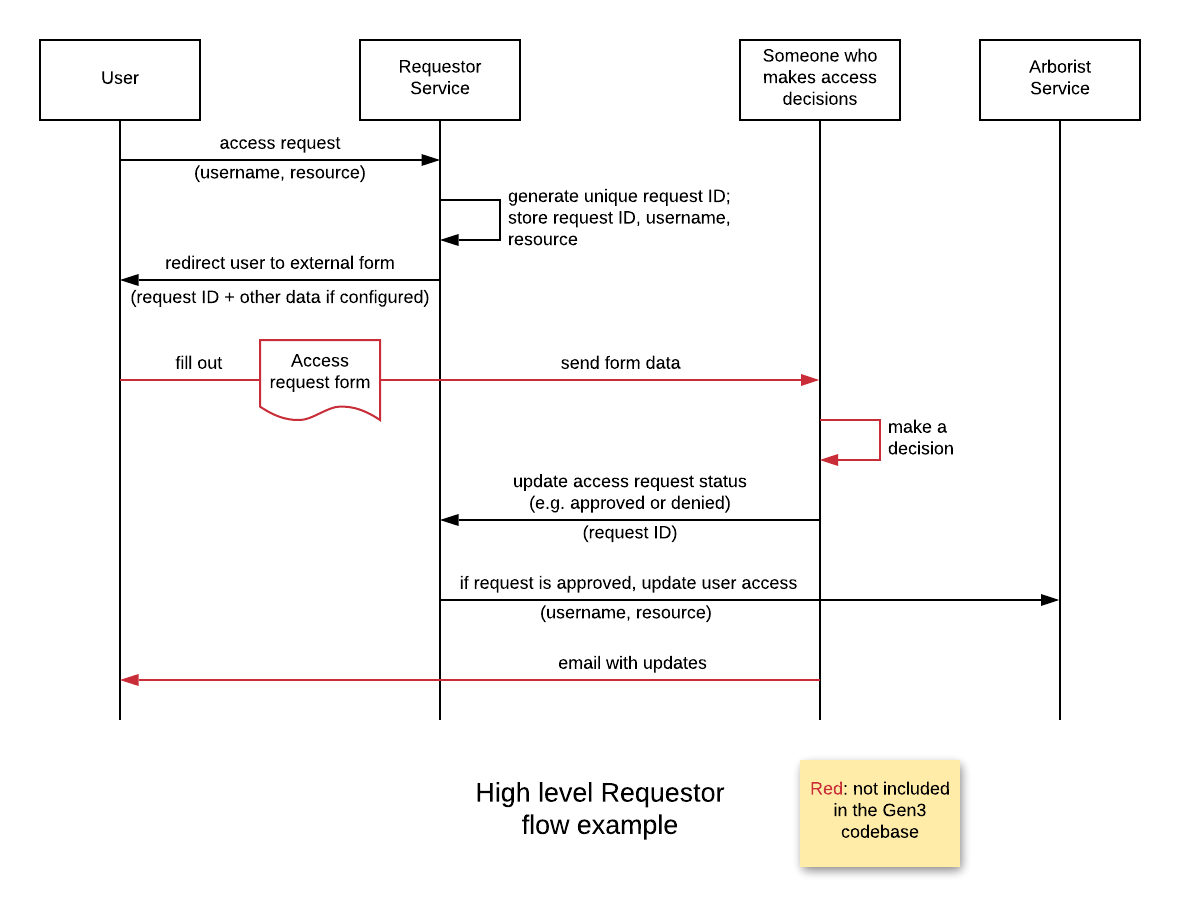 User
Requestor
Service
Someone who
makes access
decisions
Arborist
Service
access request
(username, resource)
generate unique request ID;
store request ID, username,
resource
redirect user to external form
(request ID + other data if configured)
fill out
Access
request form
send form data
make a
decision
update access request status
(e.g. approved or denied)
(request ID)
if request is approved, update user access
(username, resource)
email with updates
High level Requestor
flow example
Red: not included
in the Gen3
codebase